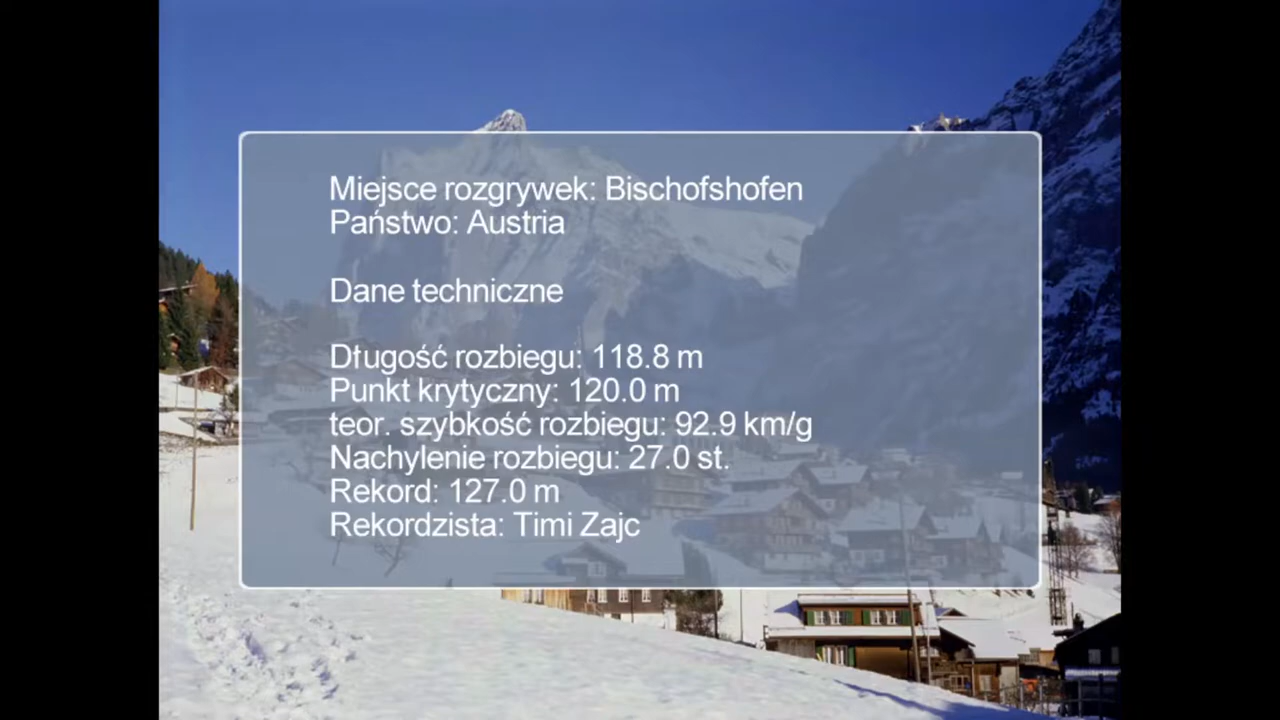 Miejsce rozgrywek: Bischofshofen
Państwo: Austria
Dane techniczne
Długość rozbiegu: 118.8 m
Punkt krytyczny: 120.0 m
teor. szybkość rozbiegu: 92.9 km/g
Nachylenie rozbiegu: 27.0 st.
Rekord: 127.0 m
Rekordzista: Timi Zajc